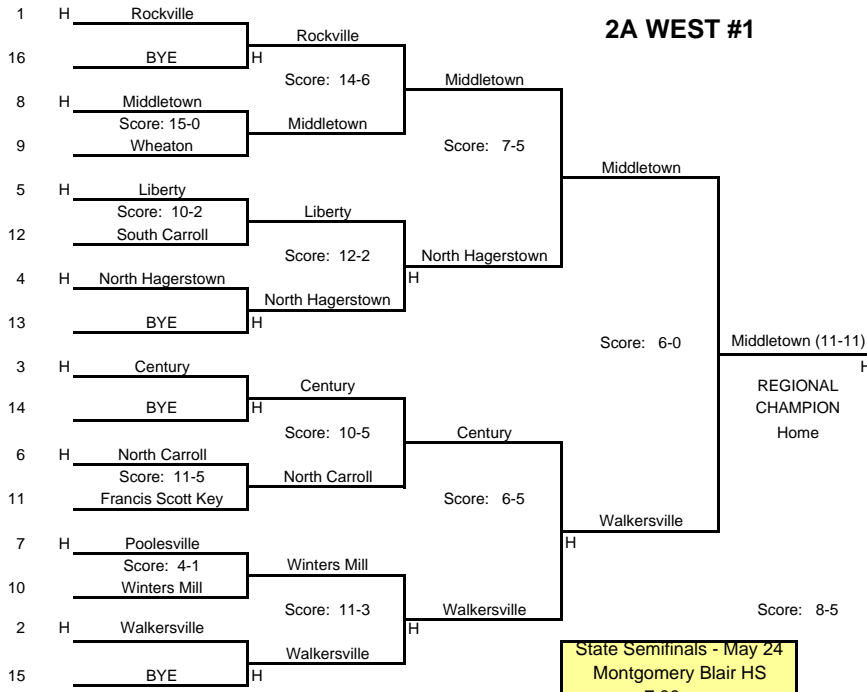 2A WEST #1
1 H Rockville
Rockville
16 BYE H
Score: 14-6
Middletown
8 H Middletown
Score: 15-0
Middletown
9 Wheaton
Score: 7-5
Middletown
5 H Liberty
Score: 10-2
Liberty
12 South Carroll
Score: 12-2
North Hagerstown
H
4 H North Hagerstown
North Hagerstown
13 BYE H
Score: 6-0
Middletown (11-11)
H
REGIONAL
CHAMPION
Home
3 H Century
Century
14 BYE H
Score: 10-5
Century
6 H North Carroll
Score: 11-5
North Carroll
11 Francis Scott Key
Score: 6-5
Walkersville
H
7 H Poolesville
Score: 4-1
Winters Mill
10 Winters Mill
Score: 11-3
Walkersville
H
Score: 8-5
2 H Walkersville
Walkersville
15 BYE H
State Semifinals - May 24
Montgomery Blair HS